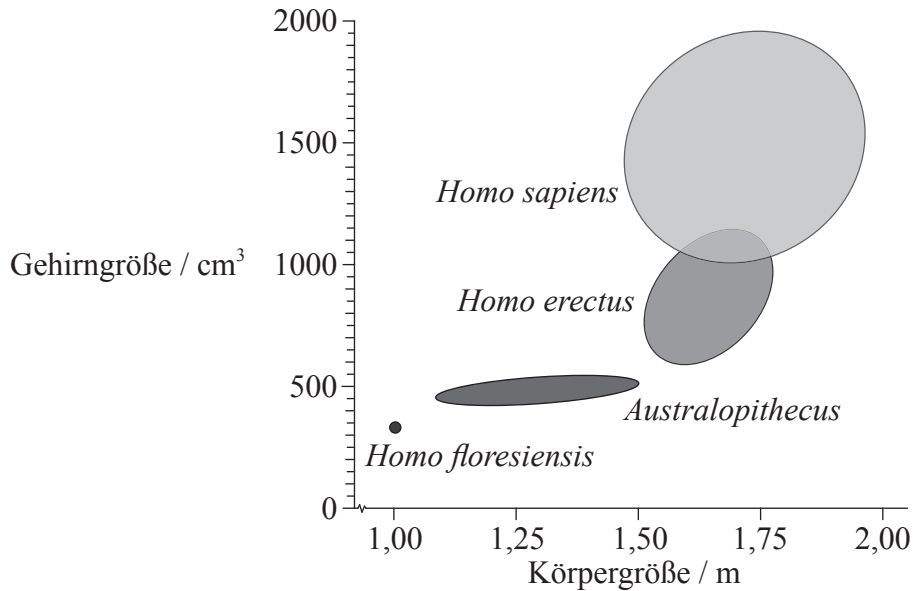 2000
1500
Homo sapiens
Gehirngröße / cm³
1000
Homo erectus
500
Australopithecus
Homo floresiensis
0
1,00 1,25 1,50 1,75 2,00
Körpergröße / m